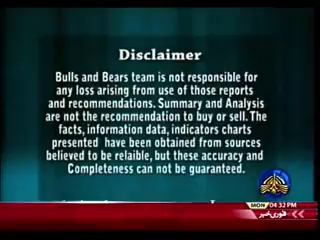 Disclaimer
Bulls and Bears team is not responsible for
any loss arising from use of those reports
and recommendations. Summary and Analysis
are not the recommendation to buy or sell. The
facts, information data, indicators charts
presented have been obtained from sources
believed to be relaible, but these accuracy and
Completeness can not be guaranteed.
MON 04:32 PM
فوری خبر